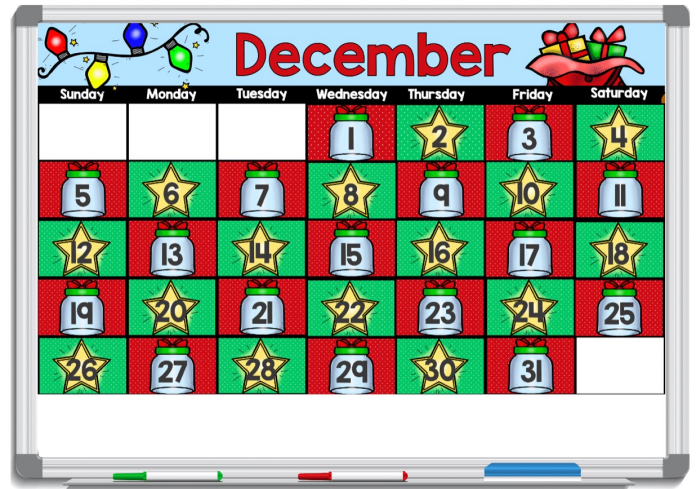 December
Sunday Monday Tuesday Wednesday Thursday Friday Saturday
1 2 3 4
5 6 7 8 9 10 11
12 13 14 15 16 17 18
19 20 21 22 23 24 25
26 27 28 29 30 31